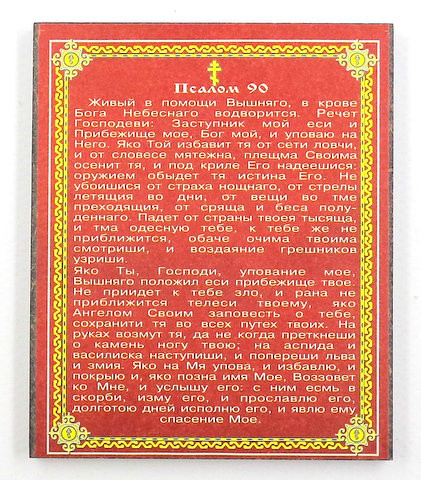 Псалом 90
Живый в помощи Вышняго, в крове
Бога Небеснаго водворится. Речет
Господеви: Заступник мой еси и
Прибежище мое, Бог мой, и уповаю на
Него. Яко Той избавит тя от сети ловчи,
и от словесе мятежна, плещма Своима
осенит тя, и под криле Его надеешися:
оружием обыдет тя истина Его. Не
убоишися от страха нощнаго, от стрелы
летящия во дни, от вещи во тме
преходящия, от сряща и беса полу-
деннаго. Падет от страны твоея тысяща,
и тма одесную тебе, к тебе же не
приближится, обаче очима твоима
смотриши, и воздаяние грешников
узриши.
Яко Ты, Господи, упование мое,
Вышняго положил еси прибежище твое.
Не приидет к тебе зло, и рана не
приближится телеси твоему, яко
Ангелом Своим заповесть о тебе,
сохранити тя во всех путех твоих. На
руках возмут тя, да не когда преткнеши
о камень ногу твою; на аспида и
василиска наступиши, и попереши льва
и змия. Яко на Мя упова, и избавлю, и
покрыю и, яко позна имя Мое, Воззовет
ко Мне, и услышу его: с ним есмь в
скорби, изму его, и прославлю его,
долготою дней исполню его, и явлю ему
спасение Мое.